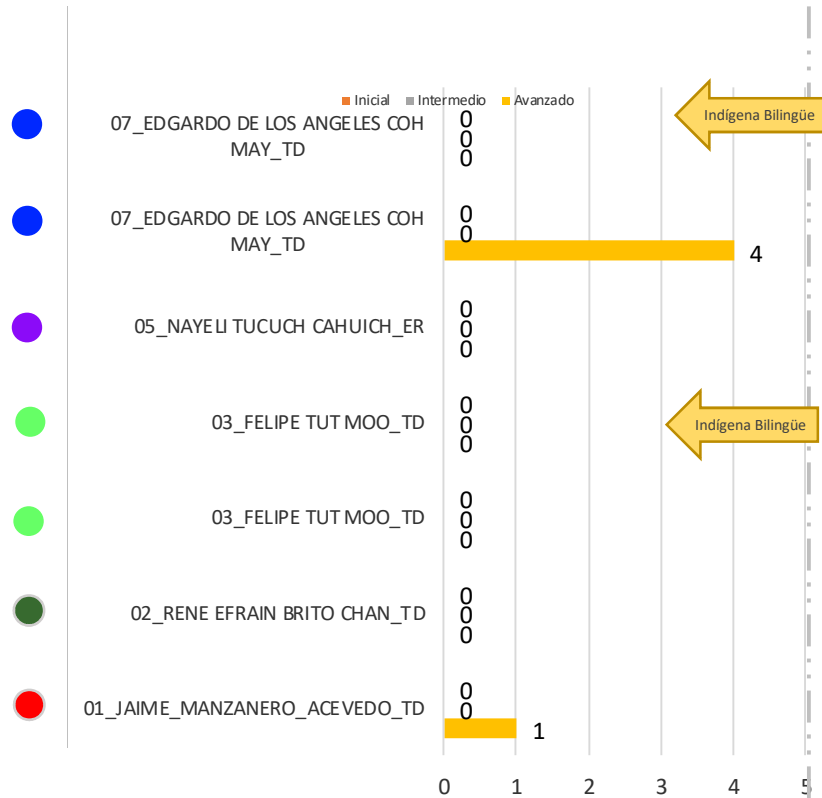 Inicial Intermedio Avanzado
Indígena Bilingüe
07_EDGARDO DE LOS ANGELES COH
MAY_TD
0
0
0
07_EDGARDO DE LOS ANGELES COH
MAY_TD
0
0
4
05_NAYELI TUCUCH CAHUICH_ER
0
0
0
03_FELIPE TUT MOO_TD
0
0
0
Indígena Bilingüe
03_FELIPE TUT MOO_TD
0
0
0
02_RENE EFRAIN BRITO CHAN_TD
0
0
0
01_JAIME_MANZANERO_ACEVEDO_TD
0
0
1
0 1 2 3 4 5